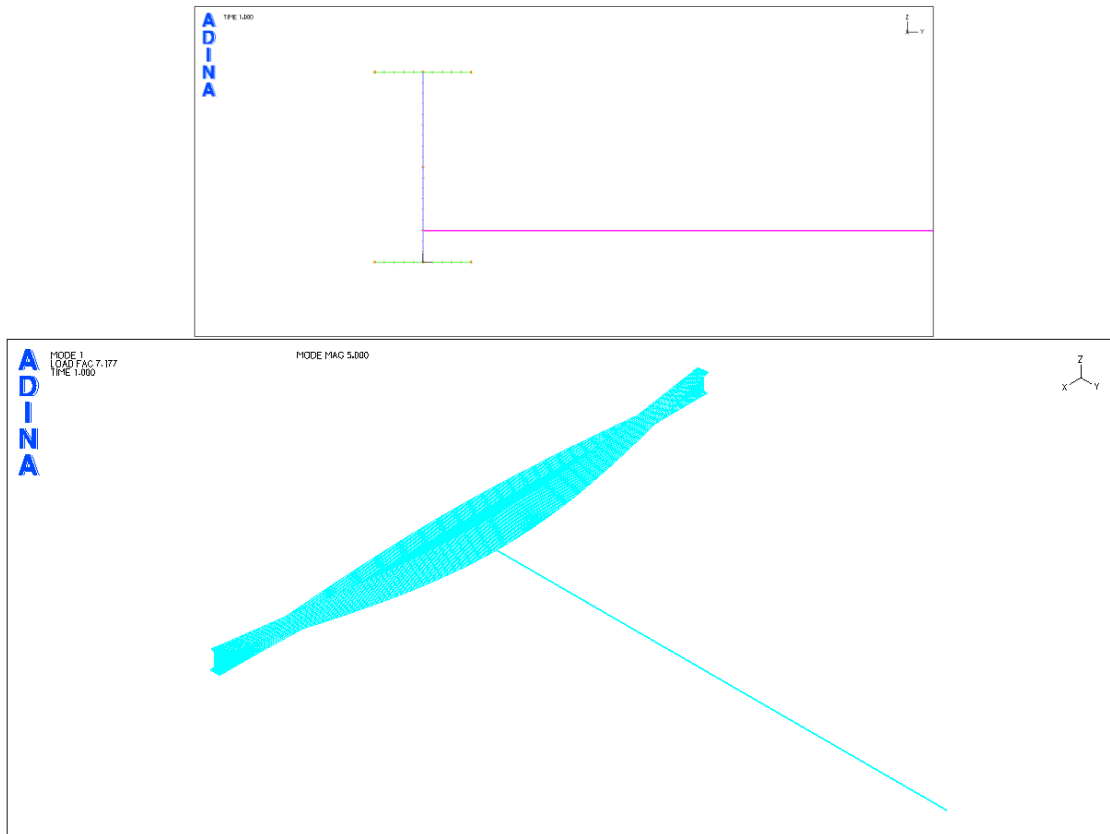 ADINA
TIME 1.000
Z
X Y
ADINA
MODE 1
LOAD FAC 7.177
TIME 1.000
MODE MAG 5.000
Z
X Y